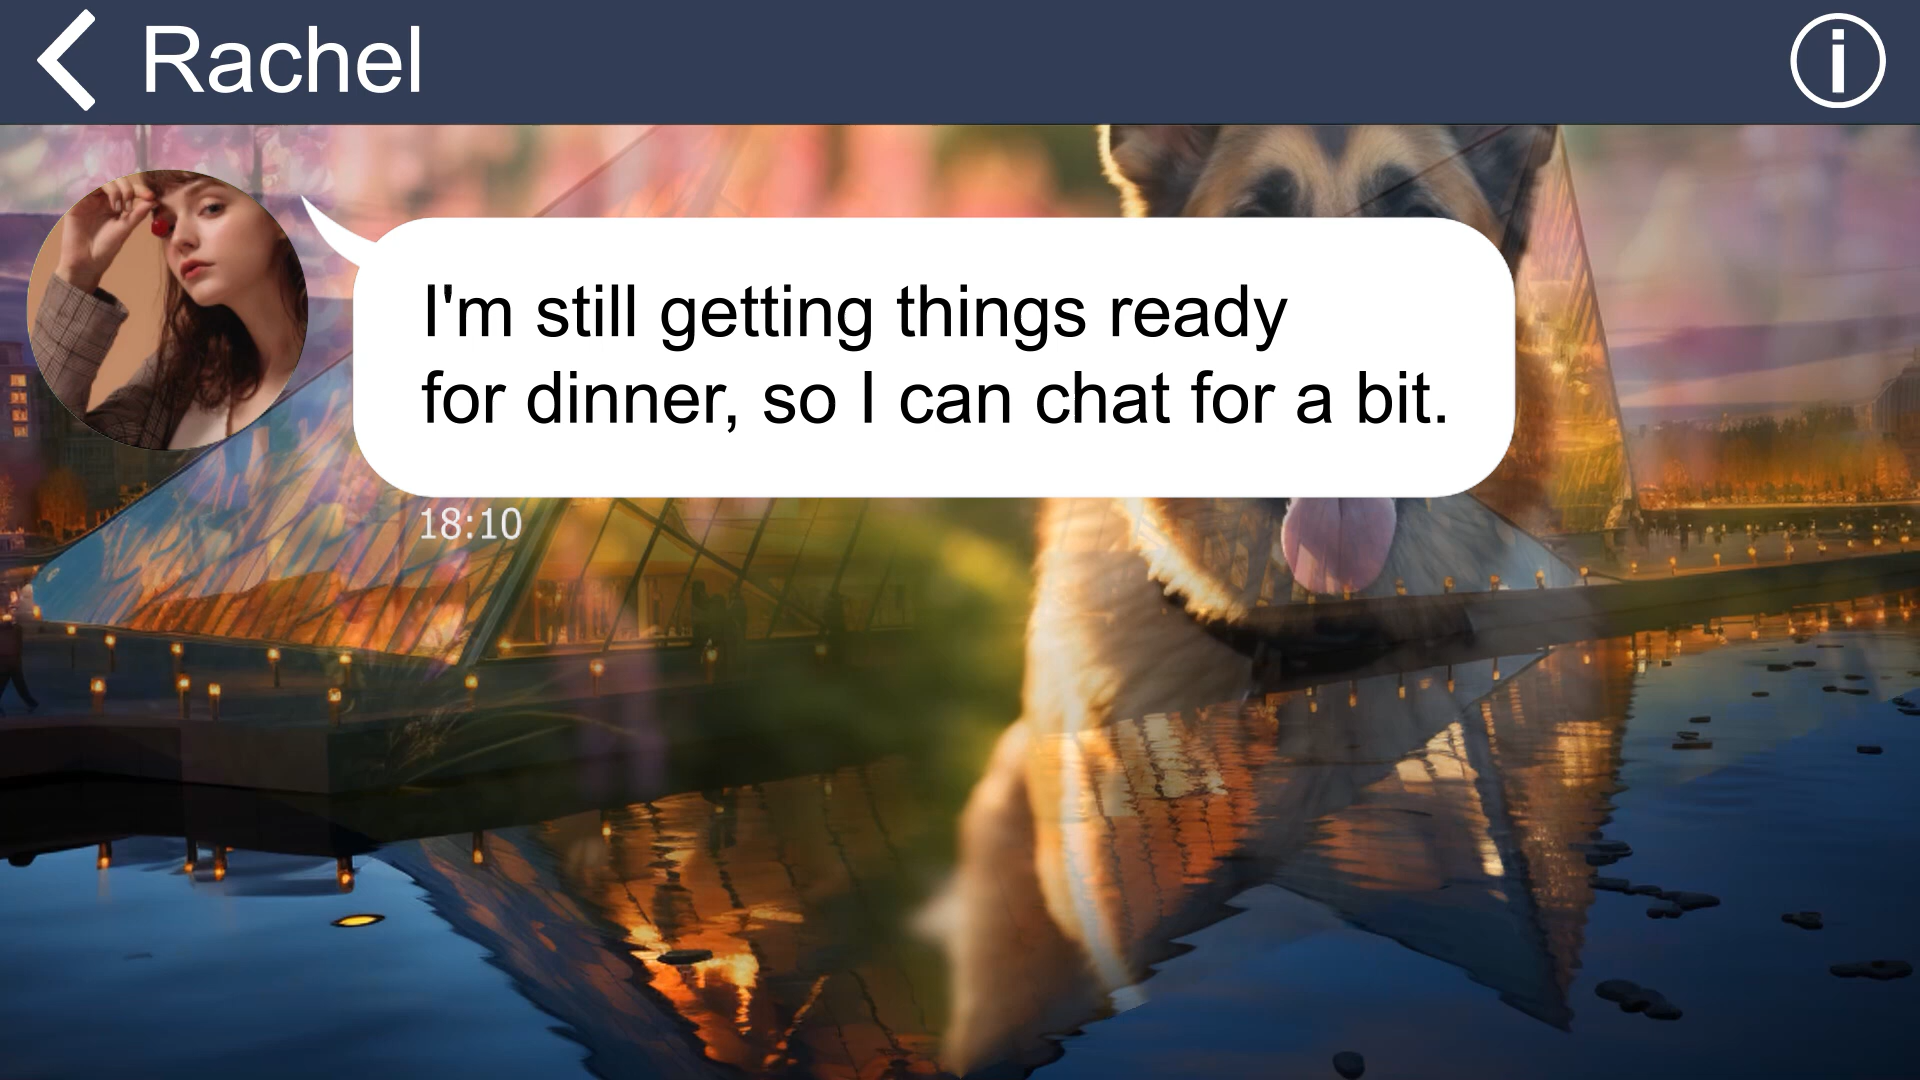 Rachel
I'm still getting things ready
for dinner, so I can chat for a bit.
18:10